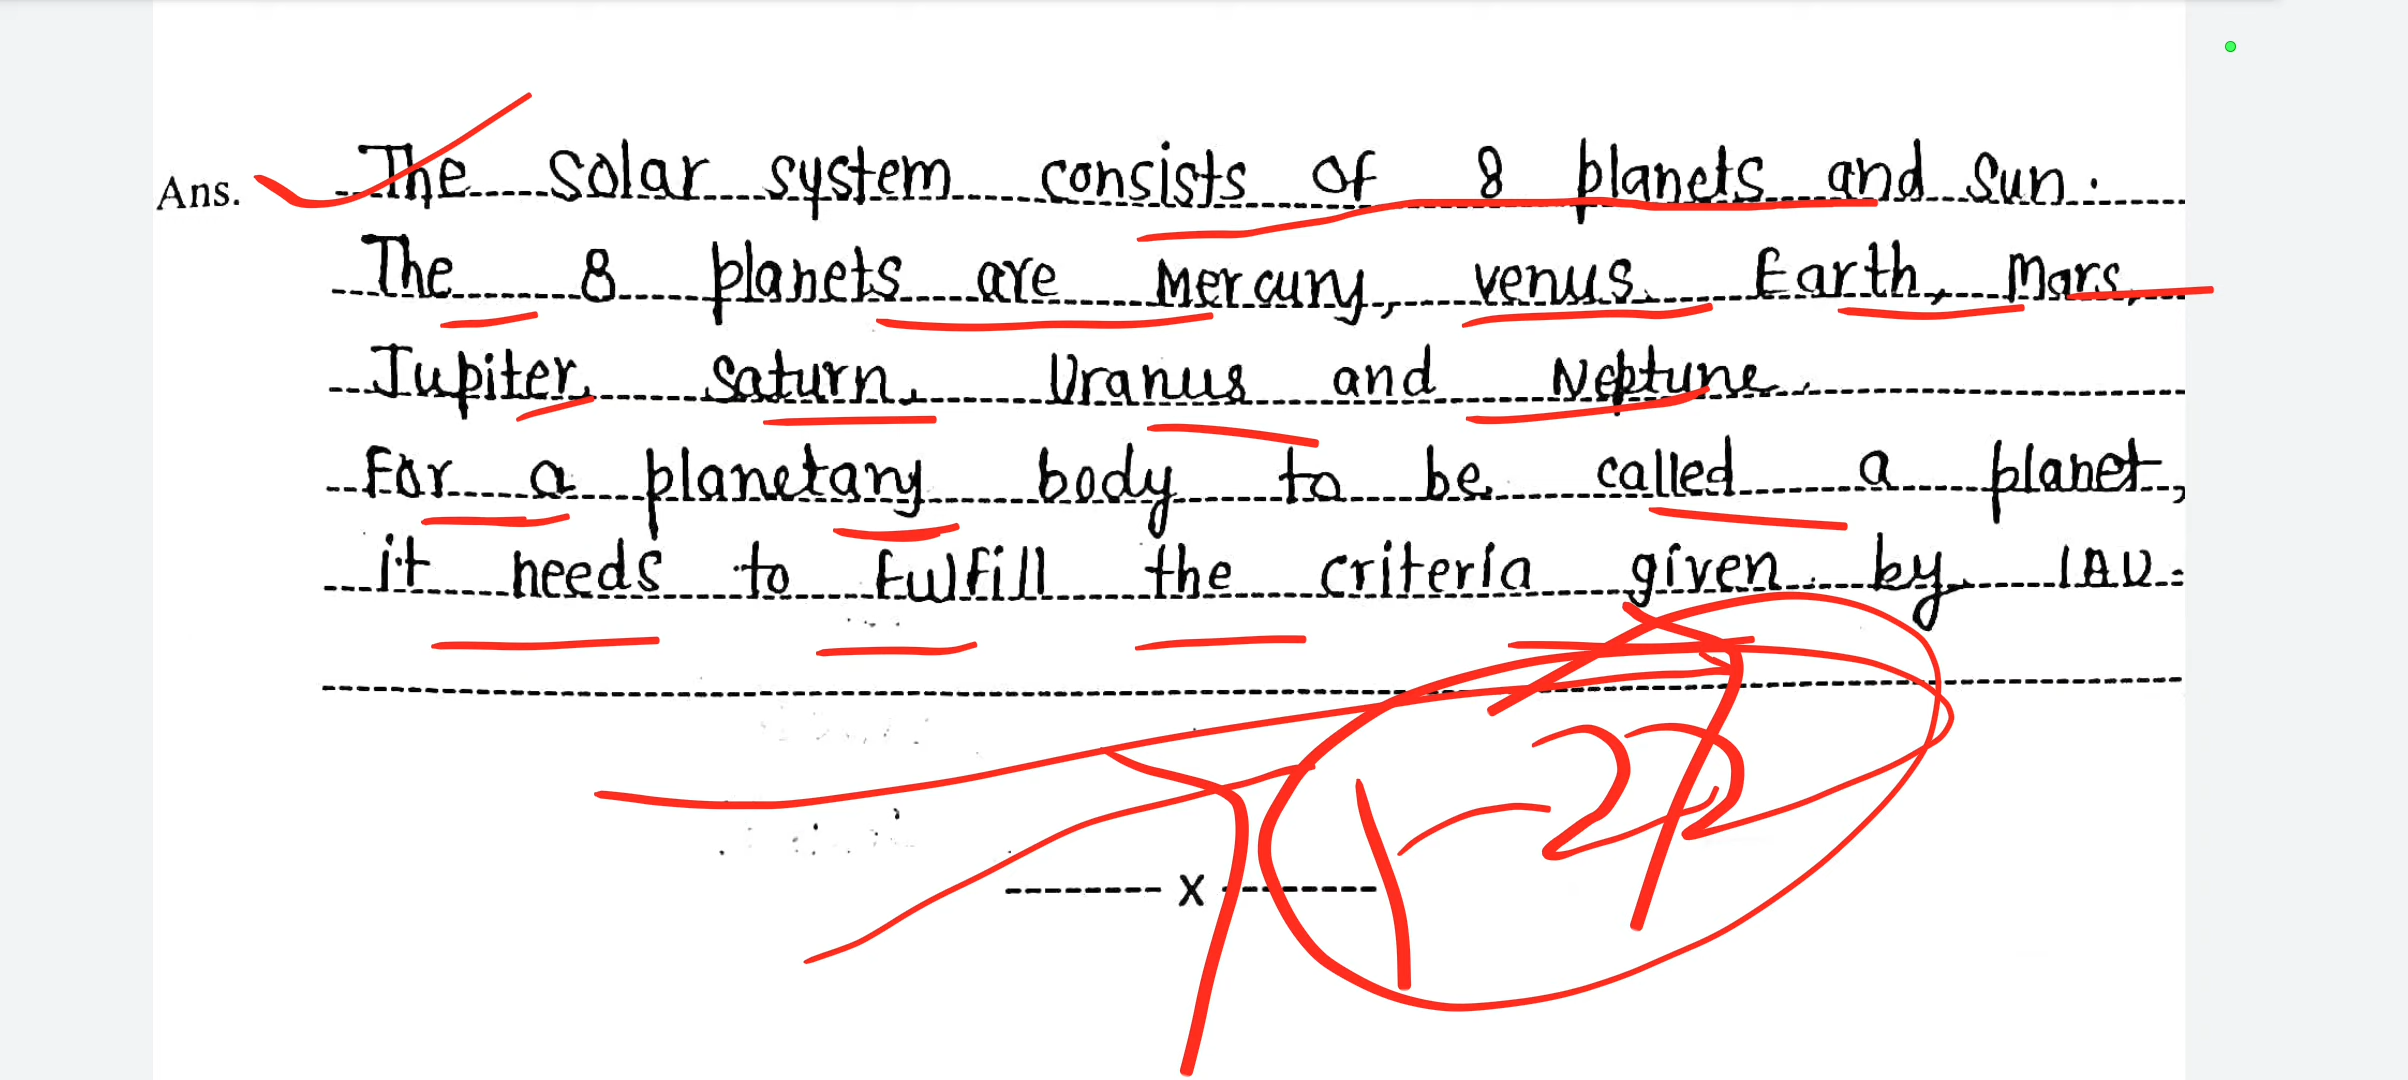 Ans. The solar system consists of 8 planets and Sun.
The 8 planets are Mercury, venus. Earth, Mars,
Jupiter, Saturn, Uranus and Neptune.
For a planetary body to be called a planet,
it needs to fulfill the criteria given by IAU.
-------- X --------